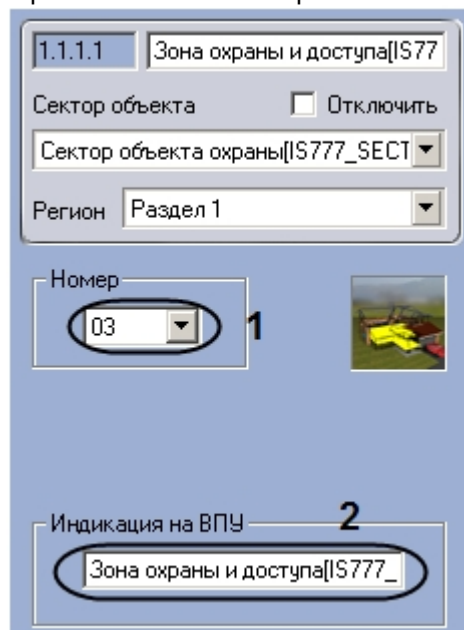 1.1.1.1 Зона охраны и доступа[IS77
Сектор объекта Отключить
Сектор объекта охраны[IS777_SECT
Регион Раздел 1
Номер
03 1
Индикация на ВПУ 2
Зона охраны и доступа[IS777_